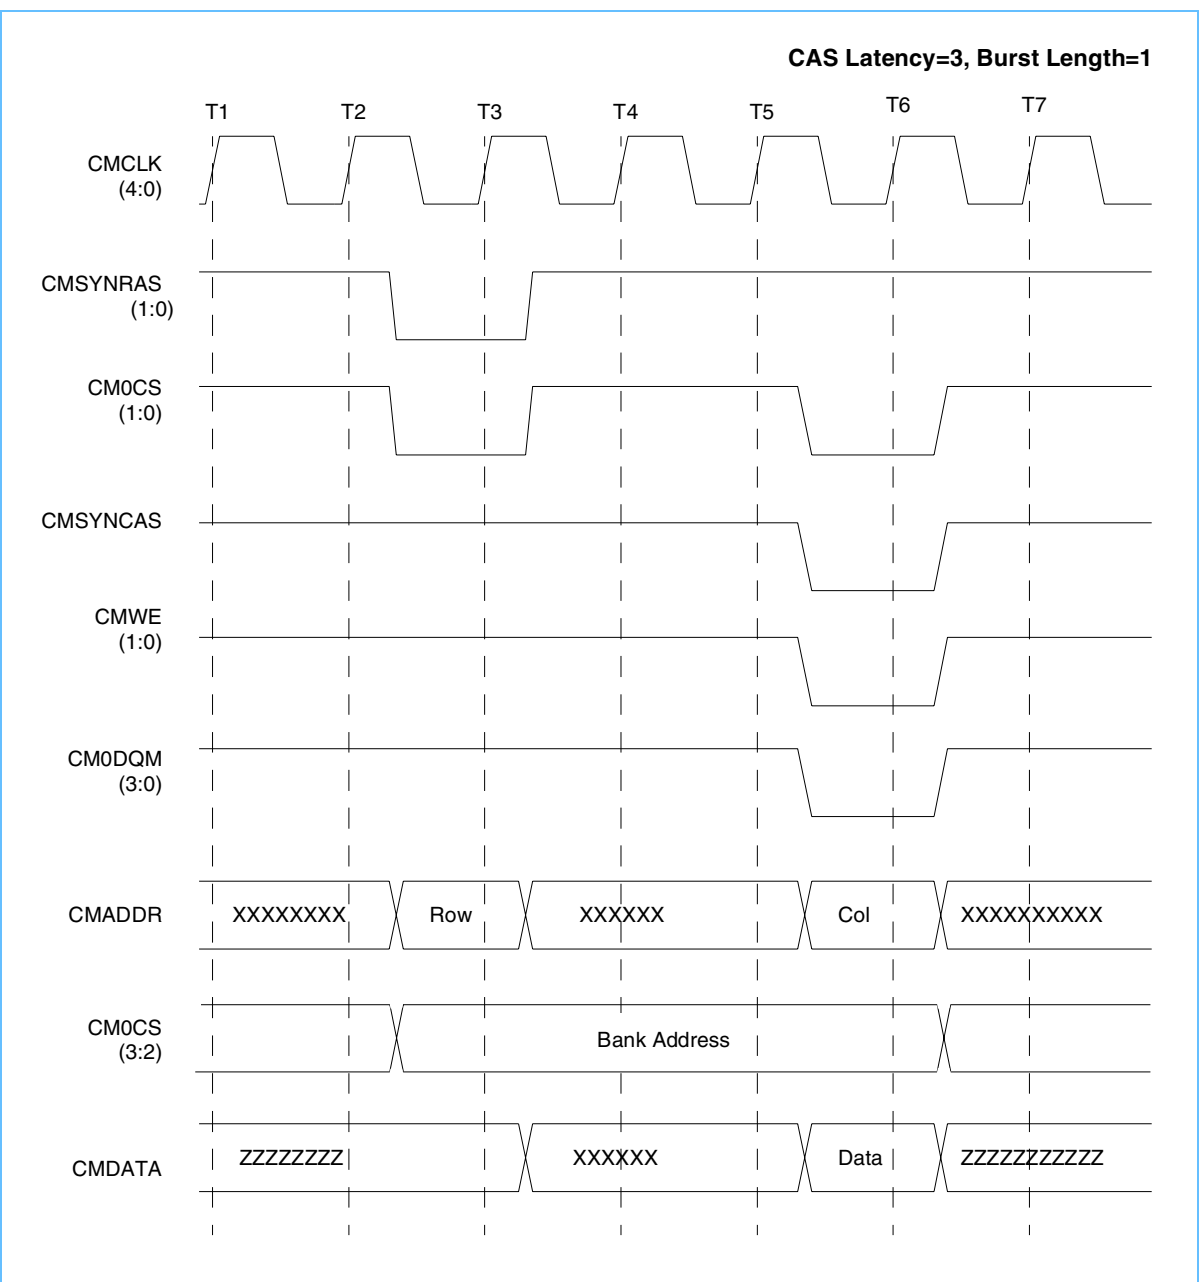 CAS Latency=3, Burst Length=1
T1 T2 T3 T4 T5 T6 T7
CMCLK
(4:0)
CMSYNRAS
(1:0)
CM0CS
(1:0)
CMSYNCAS
CMWE
(1:0)
CM0DQM
(3:0)
CMADDR XXXXXXXX Row XXXXXX Col XXXXXXXXXX
CM0CS
(3:2)
Bank Address
CMDATA ZZZZZZZZ XXXXXX Data ZZZZZZZZZZZ